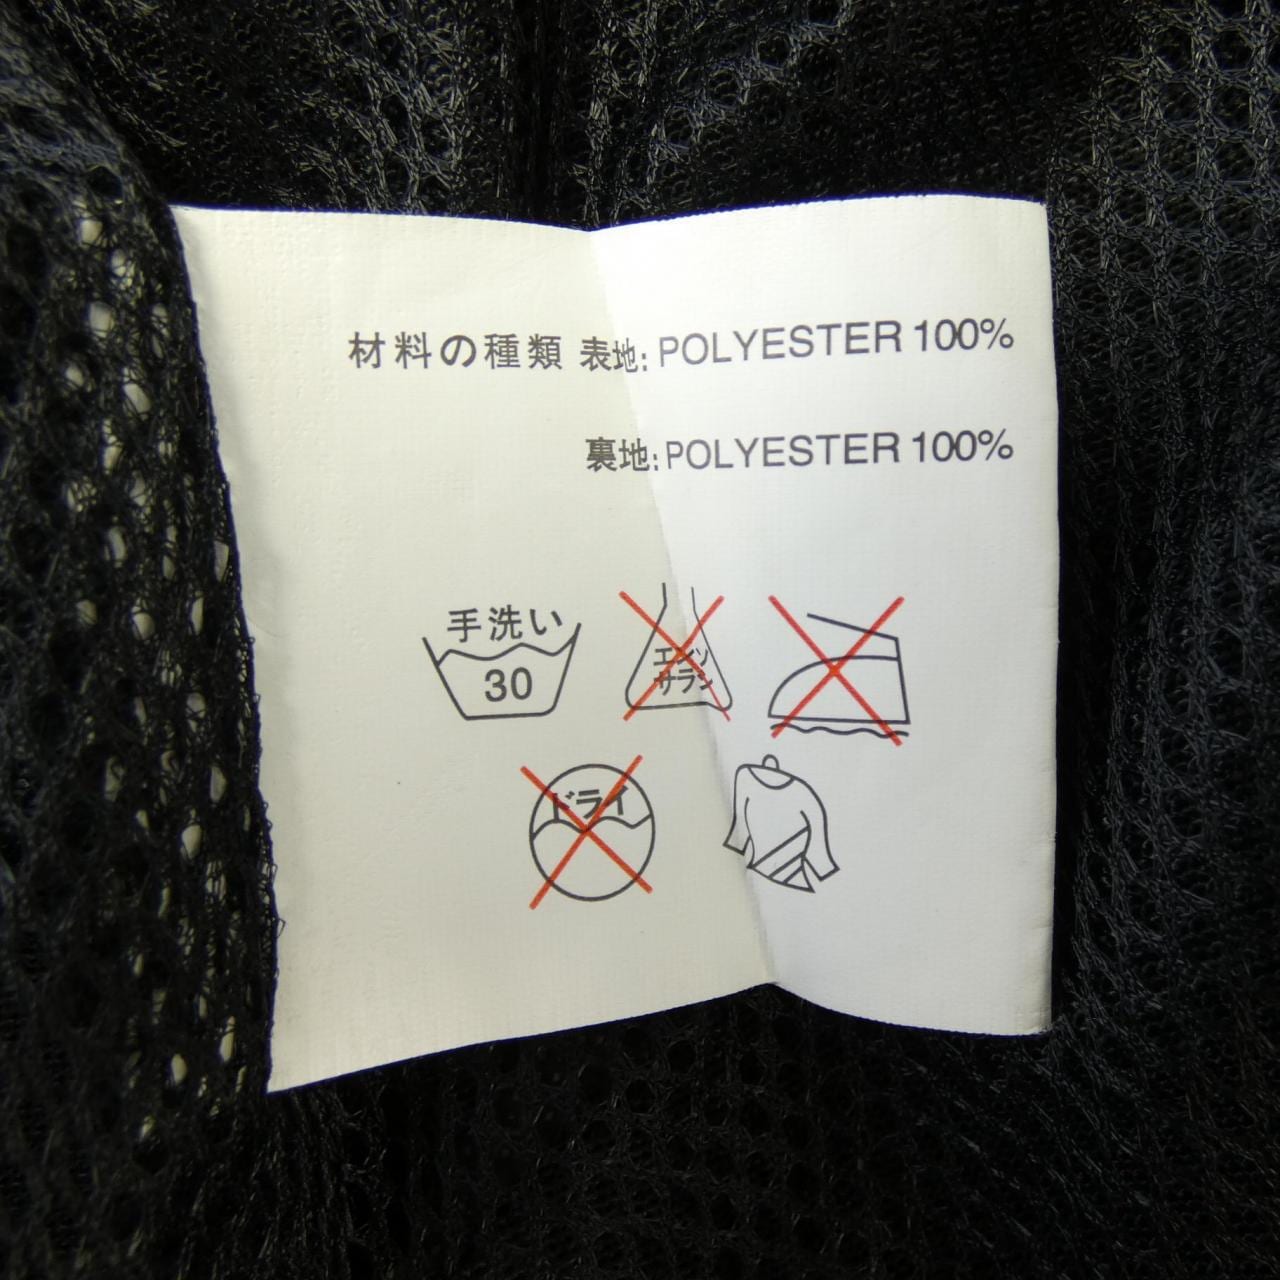 材料の種類 表地: POLYESTER 100%
裏地: POLYESTER 100%
手洗い
30
エンソ
サラシ
ドライ